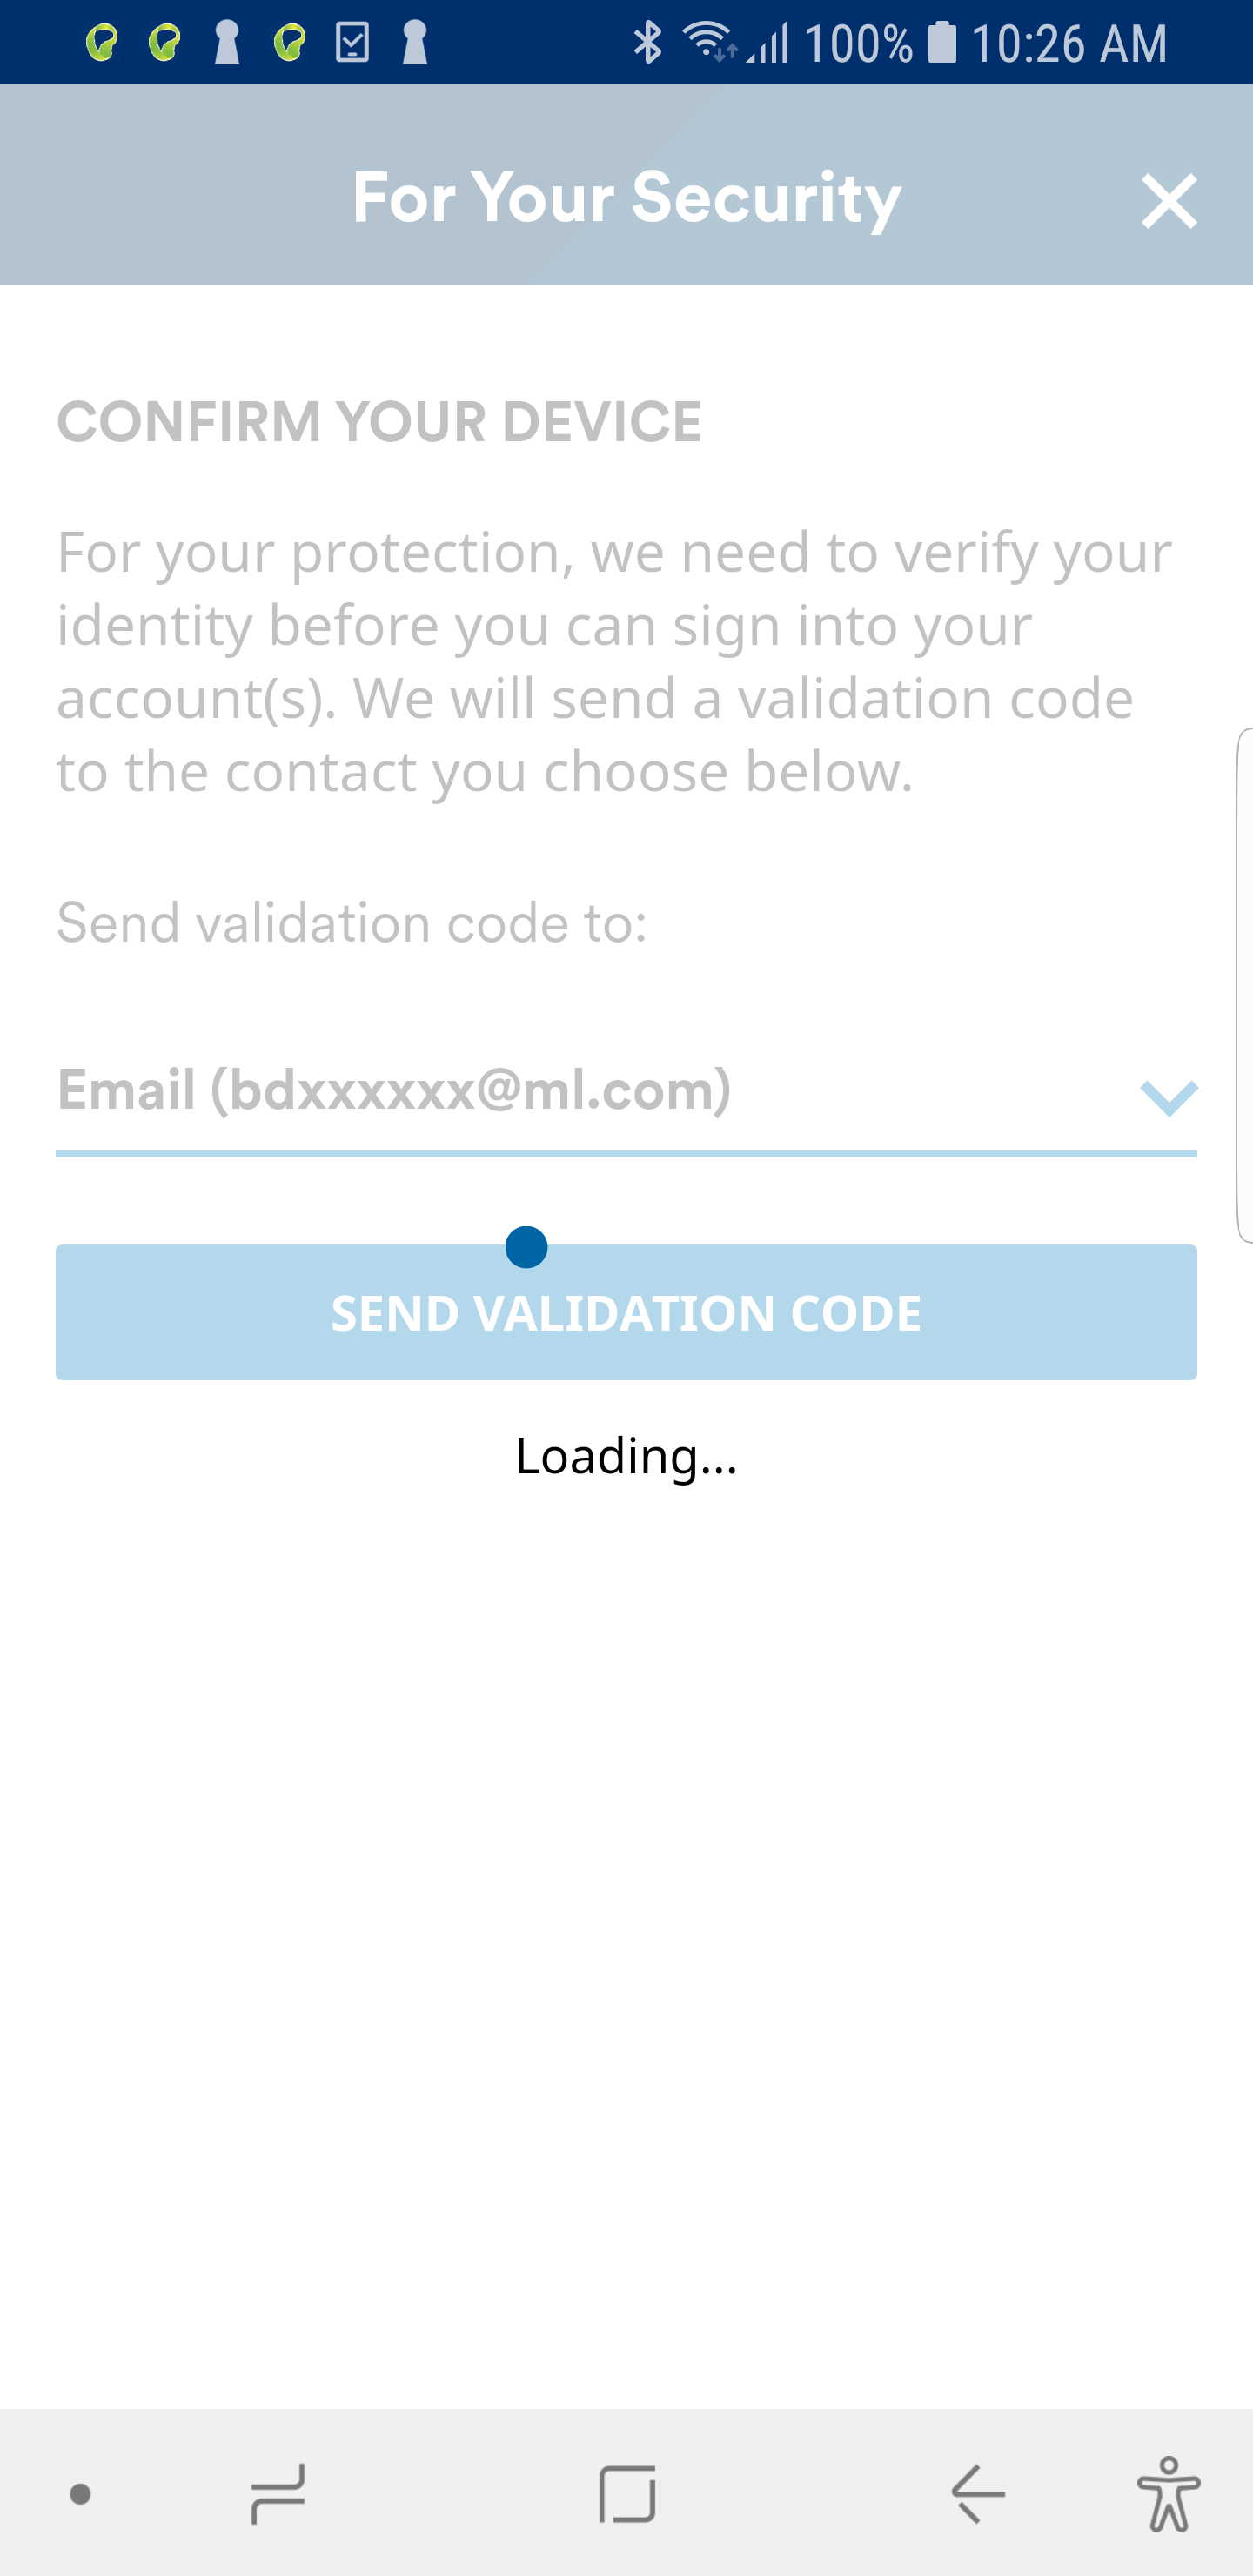 100% 10:26 AM
For Your Security
CONFIRM YOUR DEVICE
For your protection, we need to verify your
identity before you can sign into your
account(s). We will send a validation code
to the contact you choose below.
Send validation code to:
Email (bdxxxxxx@ml.com)
SEND VALIDATION CODE
Loading...